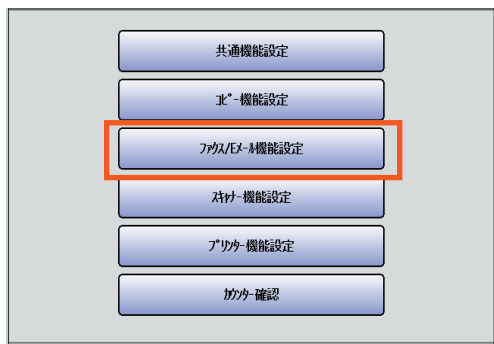 共通機能設定
ｺﾋﾟｰ機能設定
ﾌｧｸｽ/Eﾒｰﾙ機能設定
ｽｷｬﾅｰ機能設定
ﾌﾟﾘﾝﾀｰ機能設定
ｶｳﾝﾀｰ確認